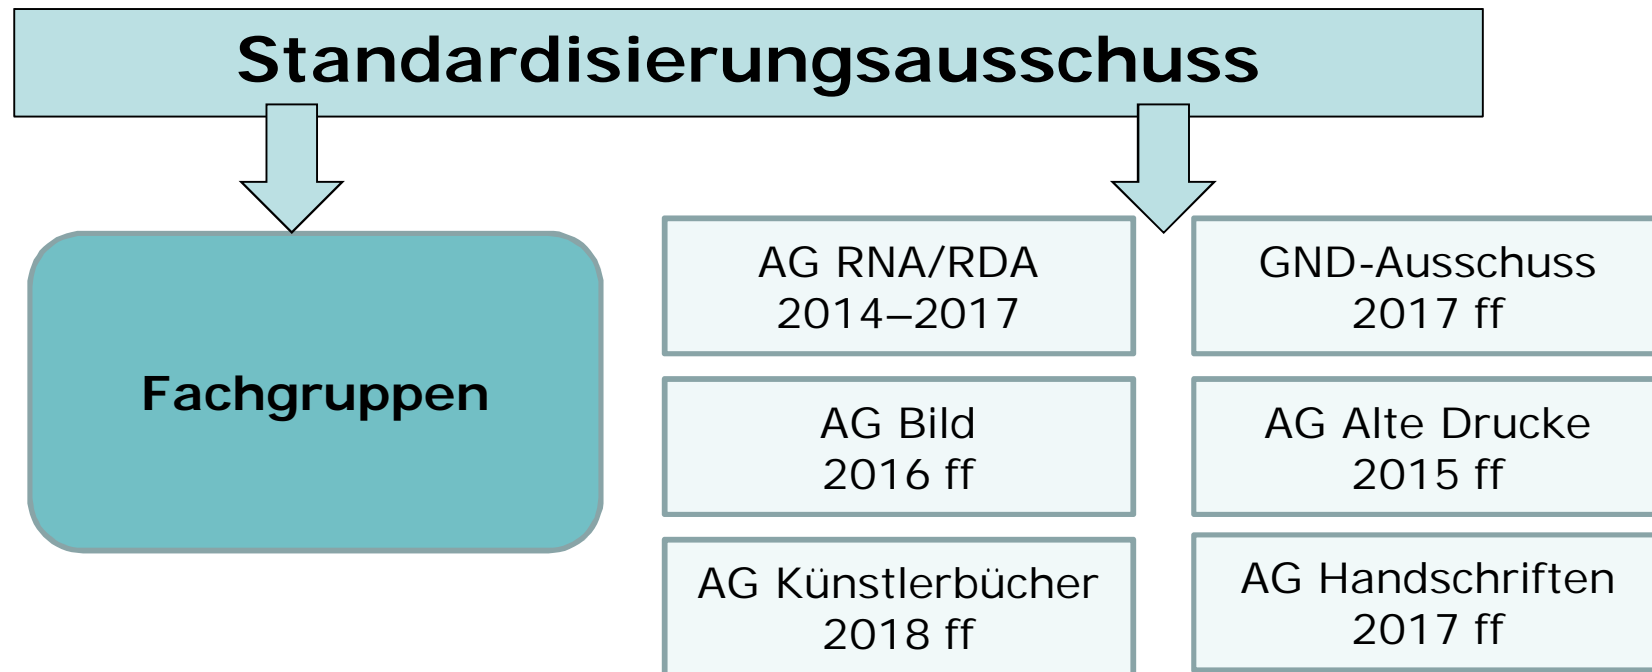 Standardisierungsausschuss
Fachgruppen
AG RNA/RDA
2014–2017
GND-Ausschuss
2017 ff
AG Bild
2016 ff
AG Alte Drucke
2015 ff
AG Künstlerbücher
2018 ff
AG Handschriften
2017 ff